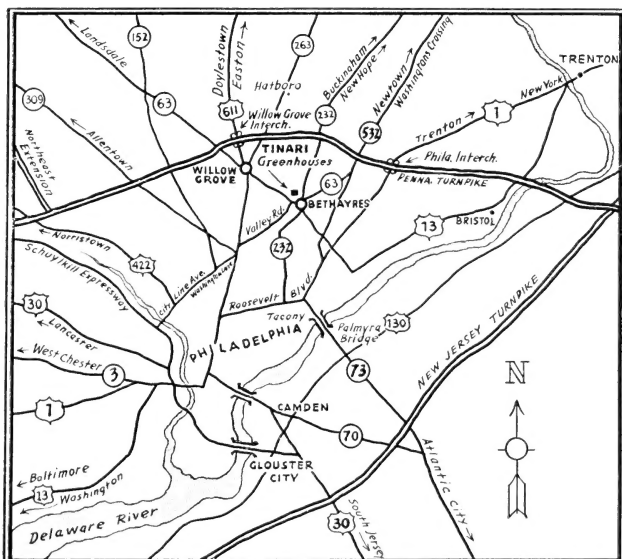 Landsdale
152
Doylestown
Easton
263
Hatboro
Buckingham
New Hope
Newtown
Washingtons Crossing
TRENTON
309
63
611
Willow Grove
Interch.
232
532
New York
Trenton
1
Northeast
Extension
Allentown
TINARI
Greenhouses
Phila. Interch.
WILLOW
GROVE
63
BETHAYRES
PENNA. TURNPIKE
Valley Rd.
13
BRISTOL
Norristown
Schuylkill Expressway
422
City Line Ave.
Washington Lane
232
Roosevelt Blvd.
30
Lancaster
Tacony
Palmyra
Bridge
130
PHILADELPHIA
NEW JERSEY TURNPIKE
West Chester
3
73
N
1
CAMDEN
70
Baltimore
13
Washington
GLOUSTER
CITY
Atlantic City
Delaware River
30
South Jersey